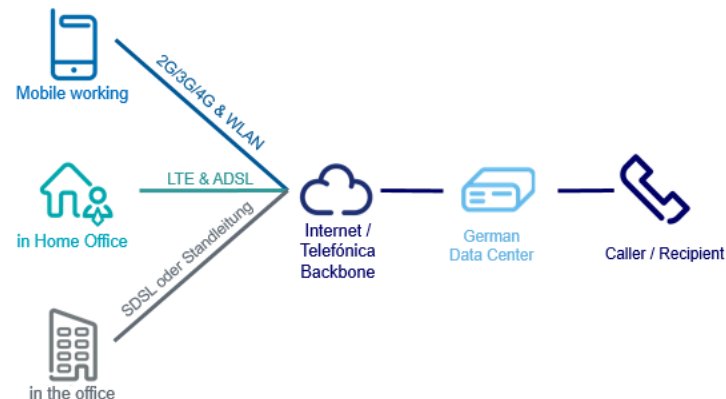 Mobile working
2G/3G/4G & WLAN
LTE & ADSL
in Home Office
SDSL oder Standleitung
in the office
Internet /
Telefónica
Backbone
German
Data Center
Caller / Recipient